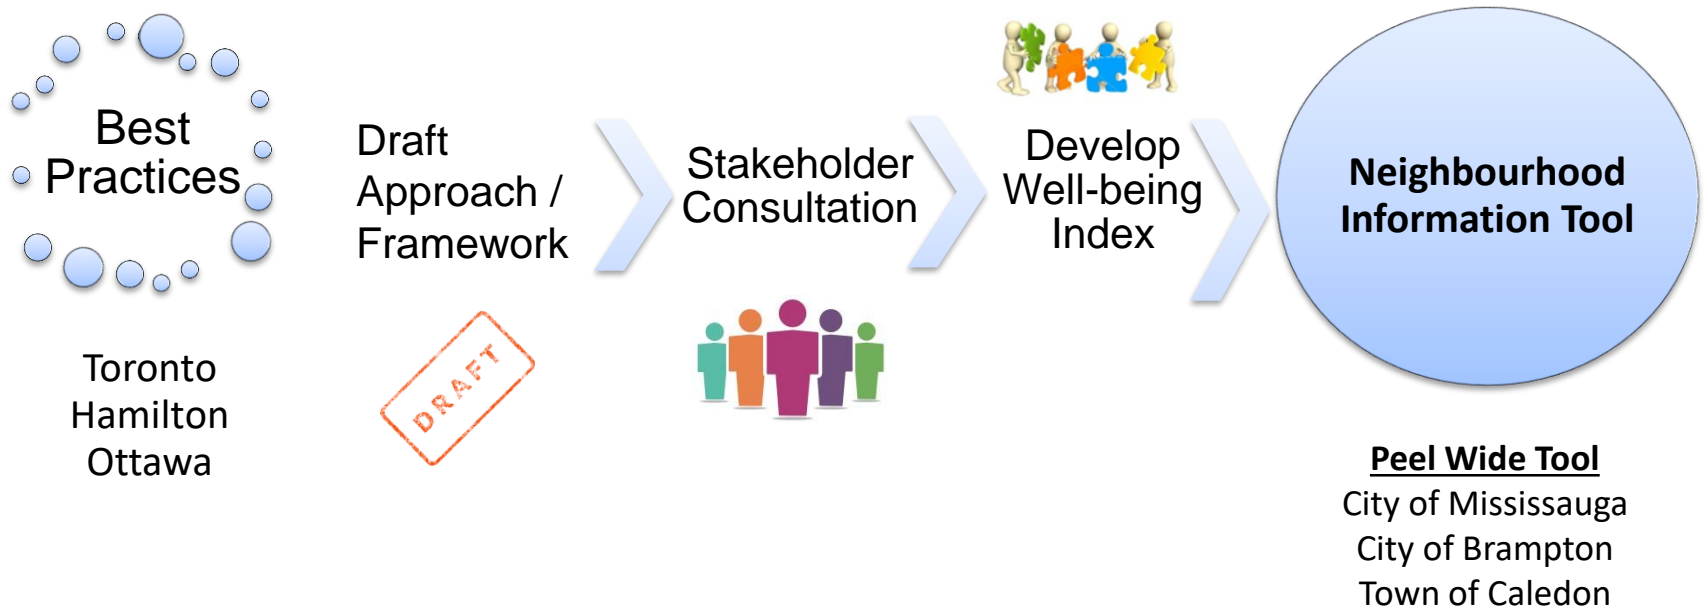 Best
Practices
Toronto
Hamilton
Ottawa
Draft
Approach /
Framework
DRAFT
Stakeholder
Consultation
Develop
Well-being
Index
Neighbourhood
Information Tool
Peel Wide Tool
City of Mississauga
City of Brampton
Town of Caledon